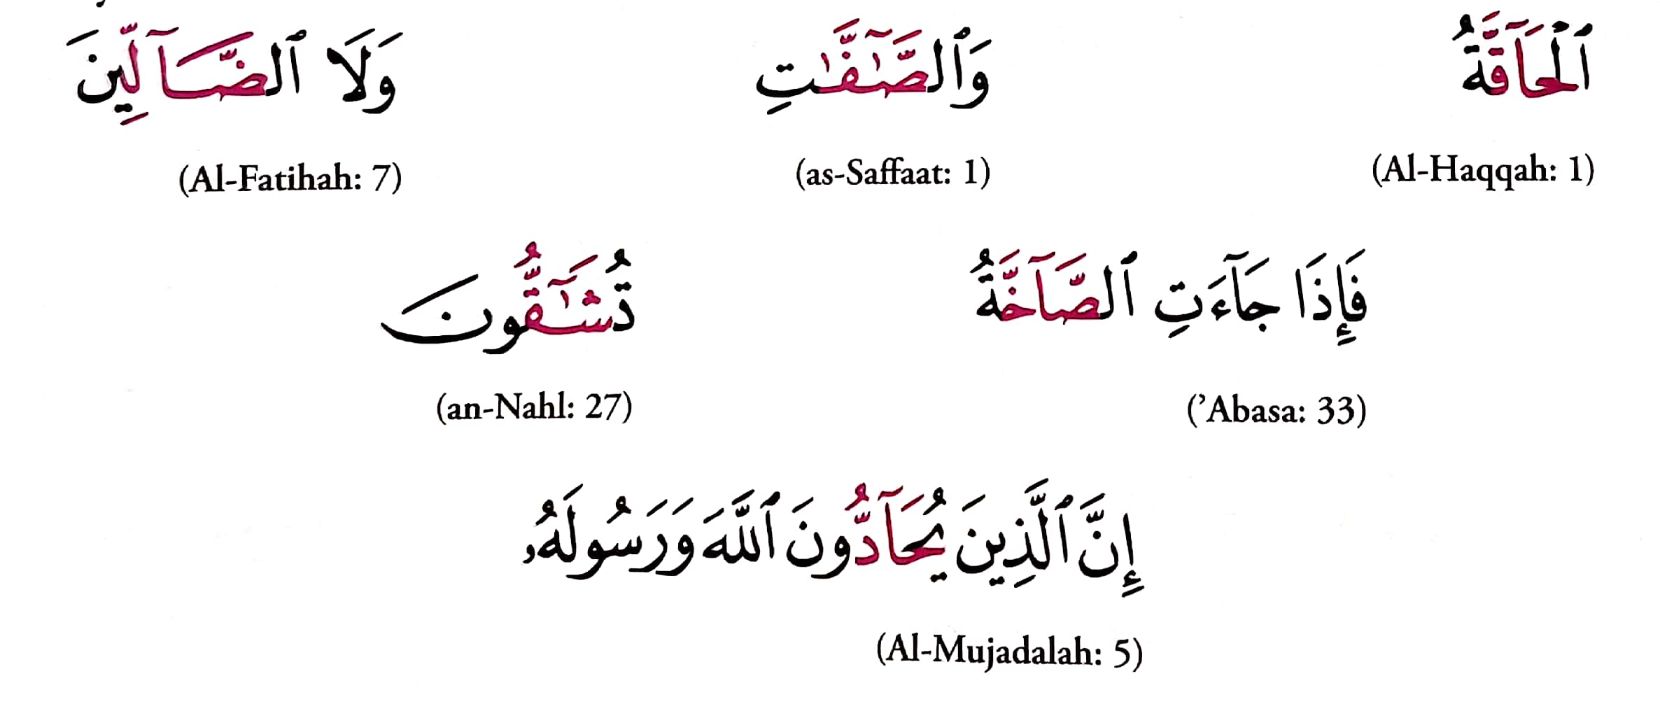 ٱلْحَآقَّةُ وَٱلصَّٰٓفَّٰتِ وَلَا ٱلضَّآلِّينَ
(Al-Haqqah: 1) (as-Saffaat: 1) (Al-Fatihah: 7)
فَإِذَا جَآءَتِ ٱلصَّآخَّةُ تُشَٰٓقُّونَ
('Abasa: 33) (an-Nahl: 27)
إِنَّ ٱلَّذِينَ يُحَآدُّونَ ٱللَّهَ وَرَسُولَهُۥ
(Al-Mujadalah: 5)